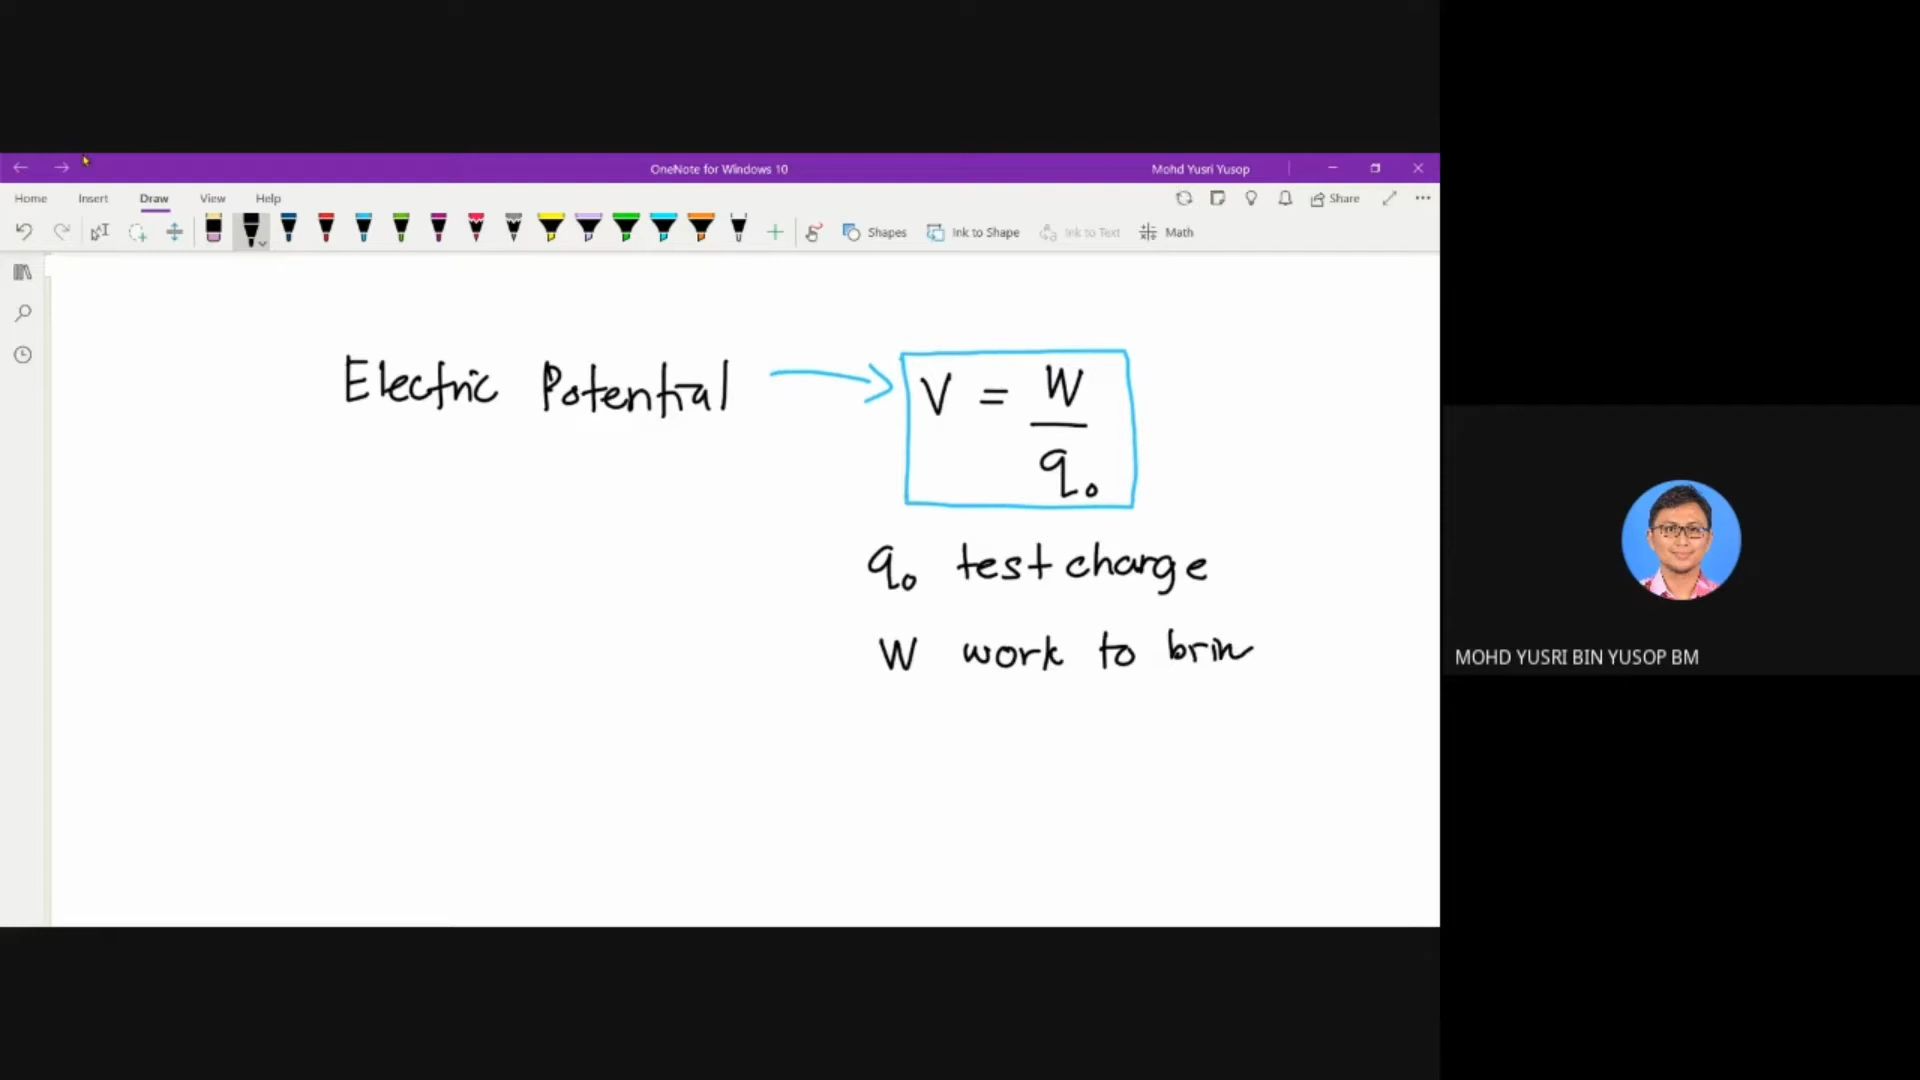 OneNote for Windows 10
Mohd Yusri Yusop
Home Insert Draw View Help
Share
Shapes Ink to Shape Ink to Text Math
Electric Potential → V = W
q₀
q₀ test charge
W work to brin
MOHD YUSRI BIN YUSOP BM